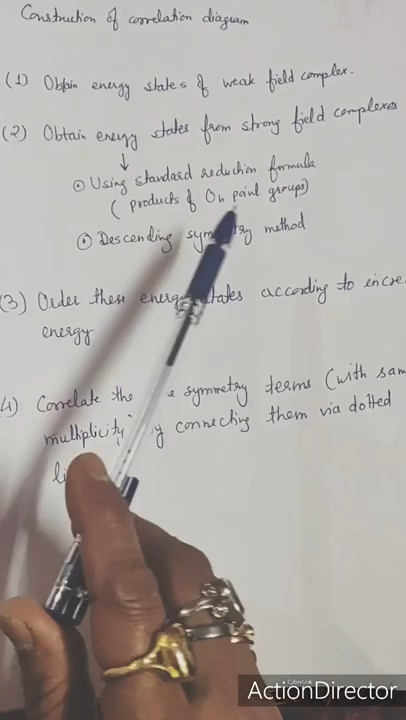 Construction of correlation diagram
(1) Obtain energy states of weak field complex.
(2) Obtain energy states from strong field complexes
↓
⊙ Using standard reduction formula
( products of Oh point groups)
⊙ Descending symmetry method
(3) Order these energy states according to incre
energy
4) Correlate the symmetry terms (with sam
multiplicity) connecting them via dotted
CyberLink
ActionDirector